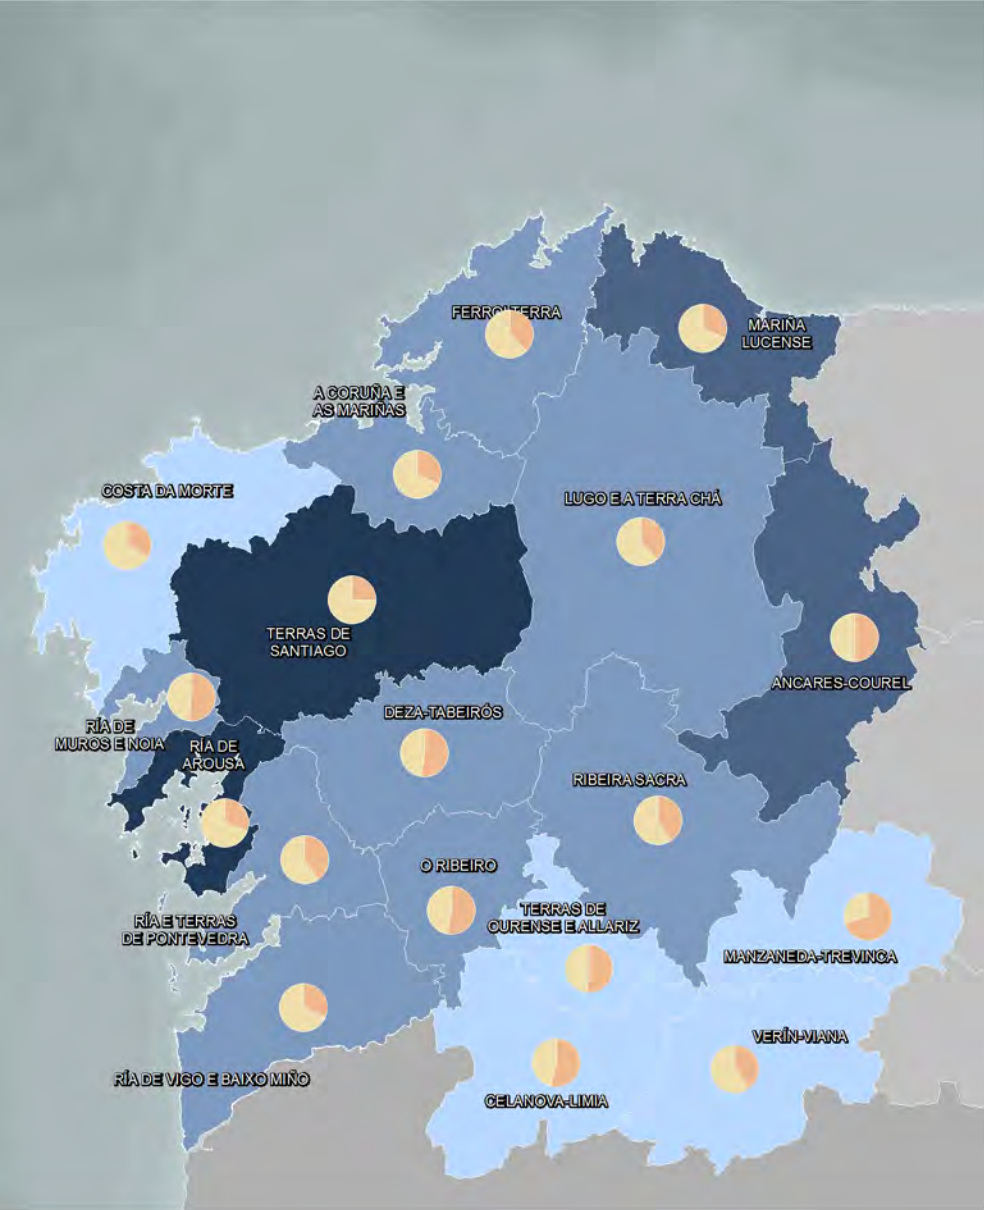 FERROLTERRA
MARIÑA
LUCENSE
A CORUÑA E
AS MARIÑAS
COSTA DA MORTE
LUGO E A TERRA CHÁ
TERRAS DE
SANTIAGO
ANCARES-COUREL
DEZA-TABEIRÓS
RÍA DE
MUROS E NOIA
RÍA DE
AROUSA
RIBEIRA SACRA
O RIBEIRO
TERRAS DE
OURENSE E ALLARIZ
RÍA E TERRAS
DE PONTEVEDRA
MANZANEDA-TREVINCA
VERÍN-VIANA
RÍA DE VIGO E BAIXO MIÑO
CELANOVA-LIMIA